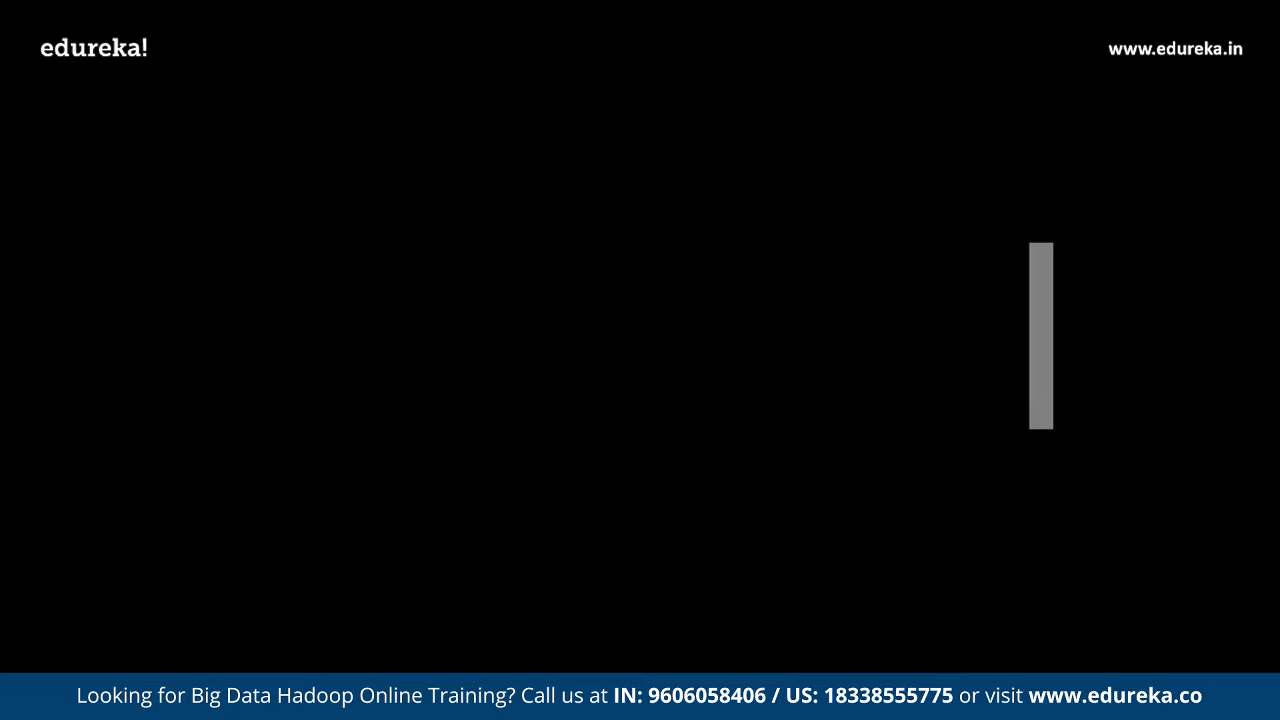 edureka!
www.edureka.in
Looking for Big Data Hadoop Online Training? Call us at IN: 9606058406 / US: 18338555775 or visit www.edureka.co